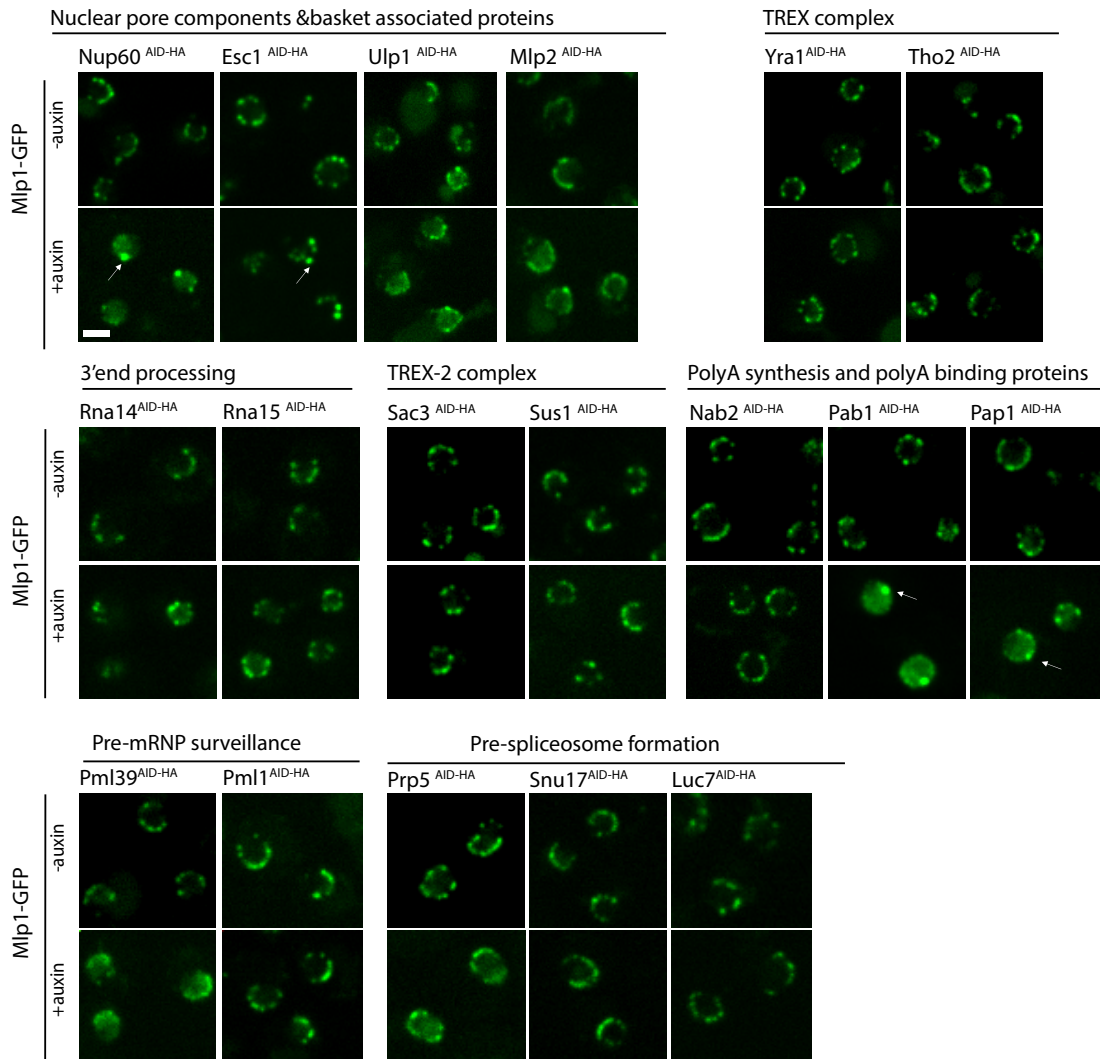 Nuclear pore components &basket associated proteins
TREX complex
Nup60 AID-HA
Esc1 AID-HA
Ulp1 AID-HA
Mlp2 AID-HA
Yra1AID-HA
Tho2 AID-HA
Mlp1-GFP
-auxin
+auxin
3'end processing
TREX-2 complex
PolyA synthesis and polyA binding proteins
Rna14AID-HA
Rna15 AID-HA
Sac3 AID-HA
Sus1 AID-HA
Nab2 AID-HA
Pab1 AID-HA
Pap1 AID-HA
Mlp1-GFP
-auxin
+auxin
Pre-mRNP surveillance
Pre-spliceosome formation
Pml39AID-HA
Pml1AID-HA
Prp5 AID-HA
Snu17AID-HA
Luc7AID-HA
Mlp1-GFP
-auxin
+auxin